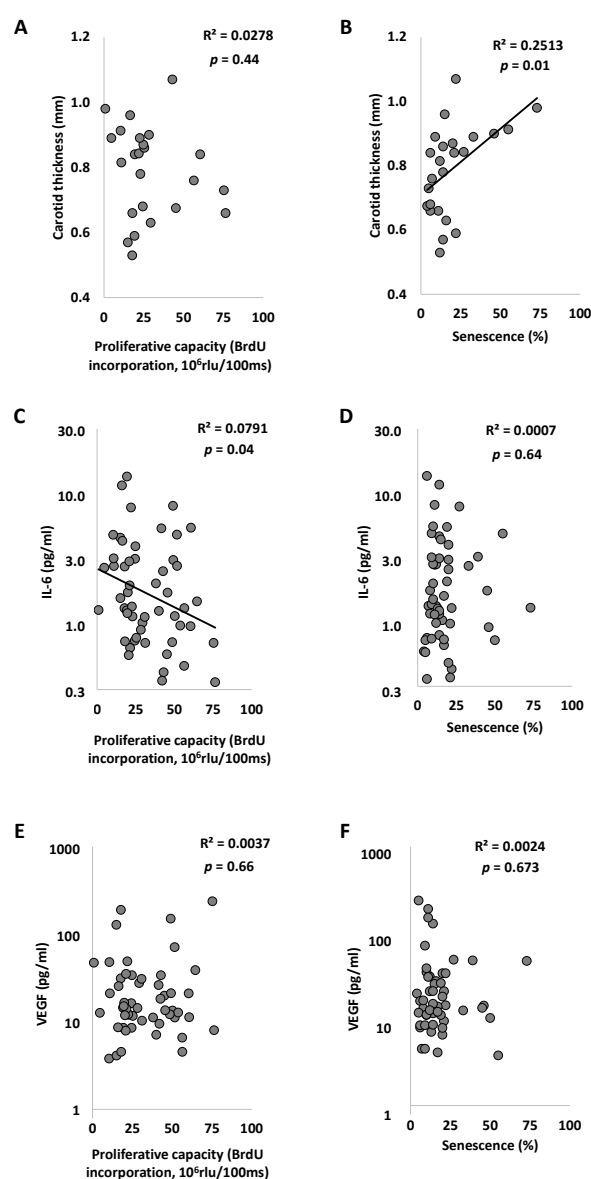 A
R² = 0.0278
p = 0.44
1.2
1.0
0.8
0.6
0.4
Carotid thickness (mm)
0 25 50 75 100
Proliferative capacity (BrdU
incorporation, 10⁶rlu/100ms)
B
R² = 0.2513
p = 0.01
1.2
1.0
0.8
0.6
0.4
Carotid thickness (mm)
0 25 50 75 100
Senescence (%)
C
R² = 0.0791
p = 0.04
30.0
10.0
3.0
1.0
0.3
IL-6 (pg/ml)
0 25 50 75 100
Proliferative capacity (BrdU
incorporation, 10⁶rlu/100ms)
D
R² = 0.0007
p = 0.64
30.0
10.0
3.0
1.0
0.3
IL-6 (pg/ml)
0 25 50 75 100
Senescence (%)
E
R² = 0.0037
p = 0.66
1000
100
10
1
VEGF (pg/ml)
0 25 50 75 100
Proliferative capacity (BrdU
incorporation, 10⁶rlu/100ms)
F
R² = 0.0024
p = 0.673
1000
100
10
1
VEGF (pg/ml)
0 25 50 75 100
Senescence (%)